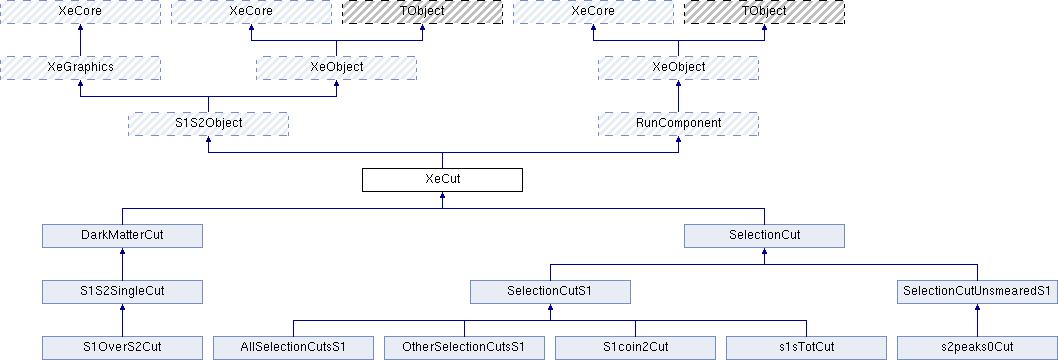 XeCore XeCore TObject XeCore TObject
XeGraphics XeObject XeObject
S1S2Object RunComponent
XeCut
DarkMatterCut SelectionCut
S1S2SingleCut SelectionCutS1 SelectionCutUnsmearedS1
S1OverS2Cut AllSelectionCutsS1 OtherSelectionCutsS1 S1coin2Cut s1sTotCut s2peaks0Cut